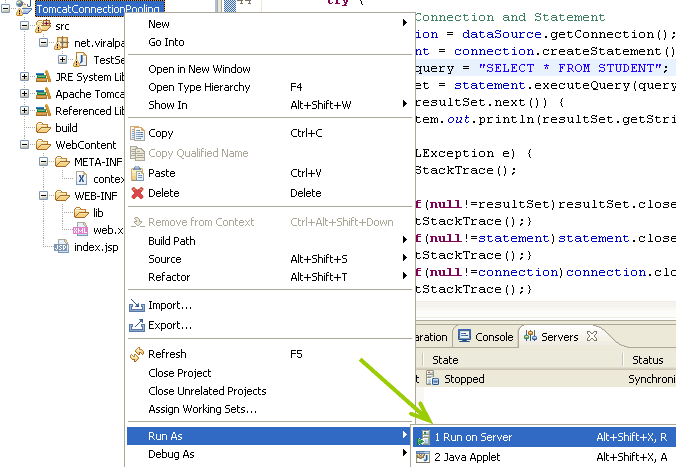 TomcatConnectionPooling
src
net.viralpa
TestSe
JRE System Lib
Apache Tomca
Referenced Lib
build
WebContent
META-INF
contex
WEB-INF
lib
web.x
index.jsp
New
Go Into
Open in New Window
Open Type Hierarchy F4
Show In Alt+Shift+W
Copy Ctrl+C
Copy Qualified Name
Paste Ctrl+V
Delete Delete
Remove from Context Ctrl+Alt+Shift+Down
Build Path
Source Alt+Shift+S
Refactor Alt+Shift+T
Import...
Export...
Refresh F5
Close Project
Close Unrelated Projects
Assign Working Sets...
Run As
Debug As
1 Run on Server Alt+Shift+X, R
2 Java Applet Alt+Shift+X, A
44 try {
Connection and Statement
ion = dataSource.getConnection();
nt = connection.createStatement()
query = "SELECT * FROM STUDENT";
et = statement.executeQuery(query
resultSet.next()) {
tem.out.println(resultSet.getStri
LException e) {
StackTrace();
f(null!=resultSet)resultSet.close
tStackTrace();}
f(null!=statement)statement.close
tStackTrace();}
f(null!=connection)connection.clo
tStackTrace();}
aration Console Servers
State Status
t Stopped Synchroni